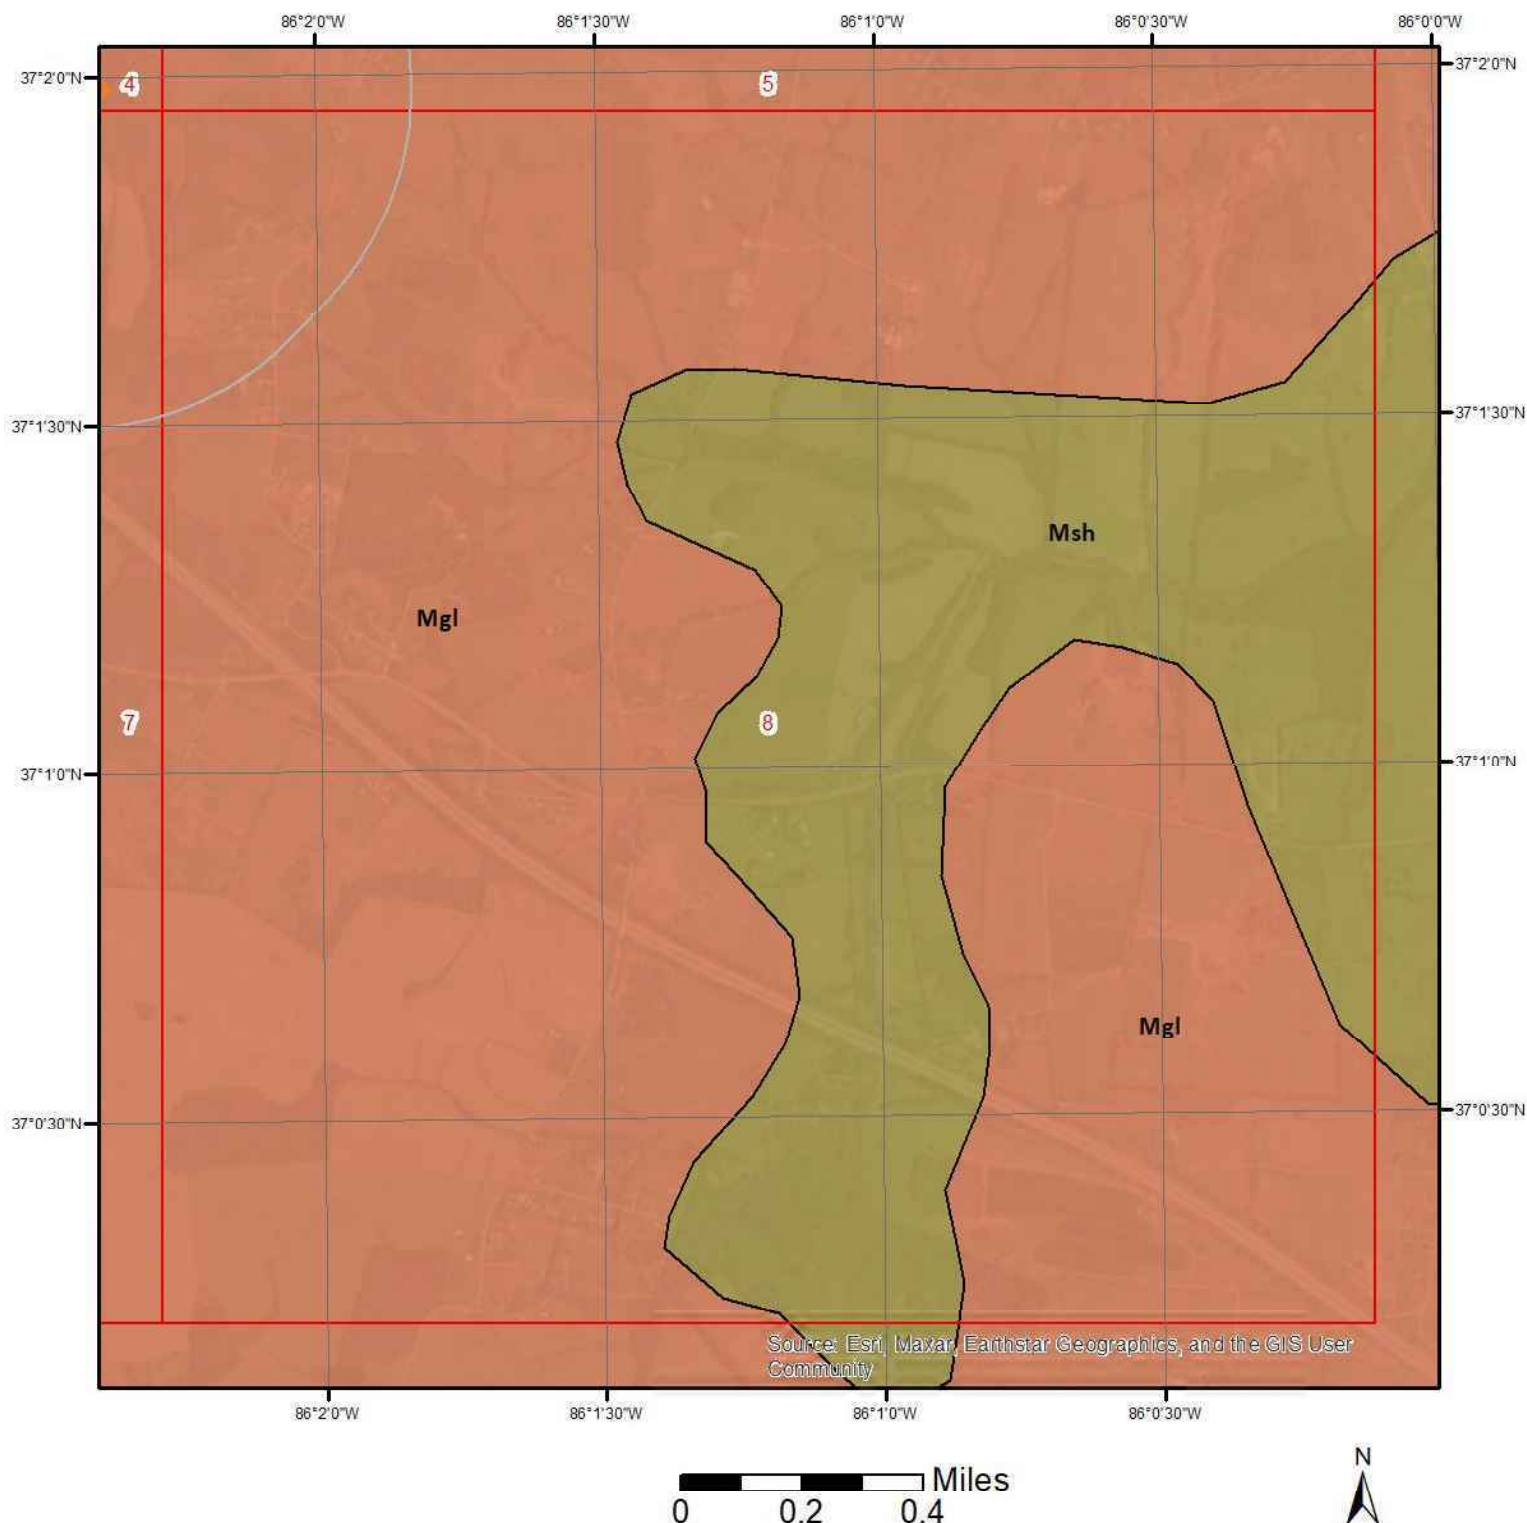 86°2'0"W 86°1'30"W 86°1'0"W 86°0'30"W 86°0'0"W
37°2'0"N 4 5 37°2'0"N
37°1'30"N 37°1'30"N
Msh
Mgl
7 8
37°1'0"N 37°1'0"N
Mgl
37°0'30"N 37°0'30"N
Source: Esri, Maxar, Earthstar Geographics, and the GIS User
Community
86°2'0"W 86°1'30"W 86°1'0"W 86°0'30"W
N
Miles
0 0.2 0.4